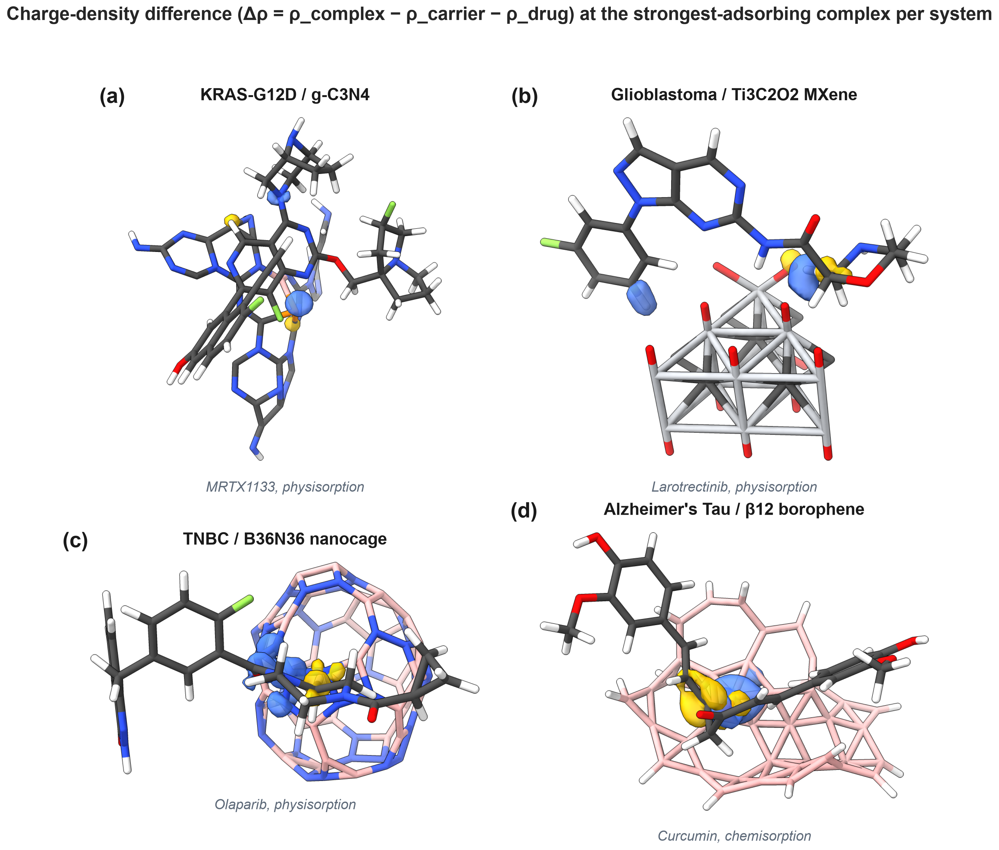 Charge-density difference (Δρ = ρ_complex − ρ_carrier − ρ_drug) at the strongest-adsorbing complex per system
(a) KRAS-G12D / g-C3N4
(b) Glioblastoma / Ti3C2O2 MXene
MRTX1133, physisorption
Larotrectinib, physisorption
(c) TNBC / B36N36 nanocage
(d) Alzheimer's Tau / β12 borophene
Olaparib, physisorption
Curcumin, chemisorption